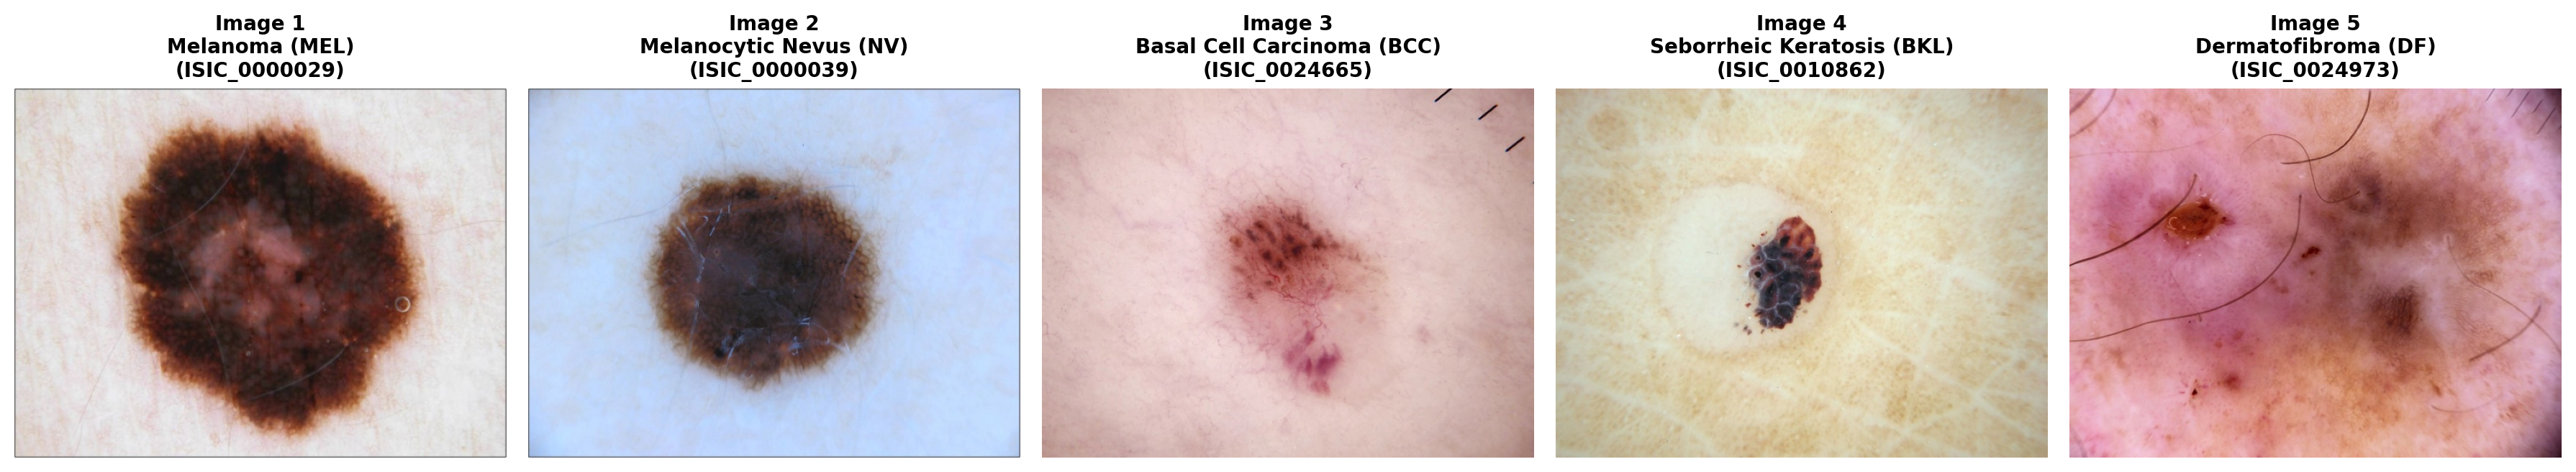 Image 1
Melanoma (MEL)
(ISIC_0000029)
Image 2
Melanocytic Nevus (NV)
(ISIC_0000039)
Image 3
Basal Cell Carcinoma (BCC)
(ISIC_0024665)
Image 4
Seborrheic Keratosis (BKL)
(ISIC_0010862)
Image 5
Dermatofibroma (DF)
(ISIC_0024973)